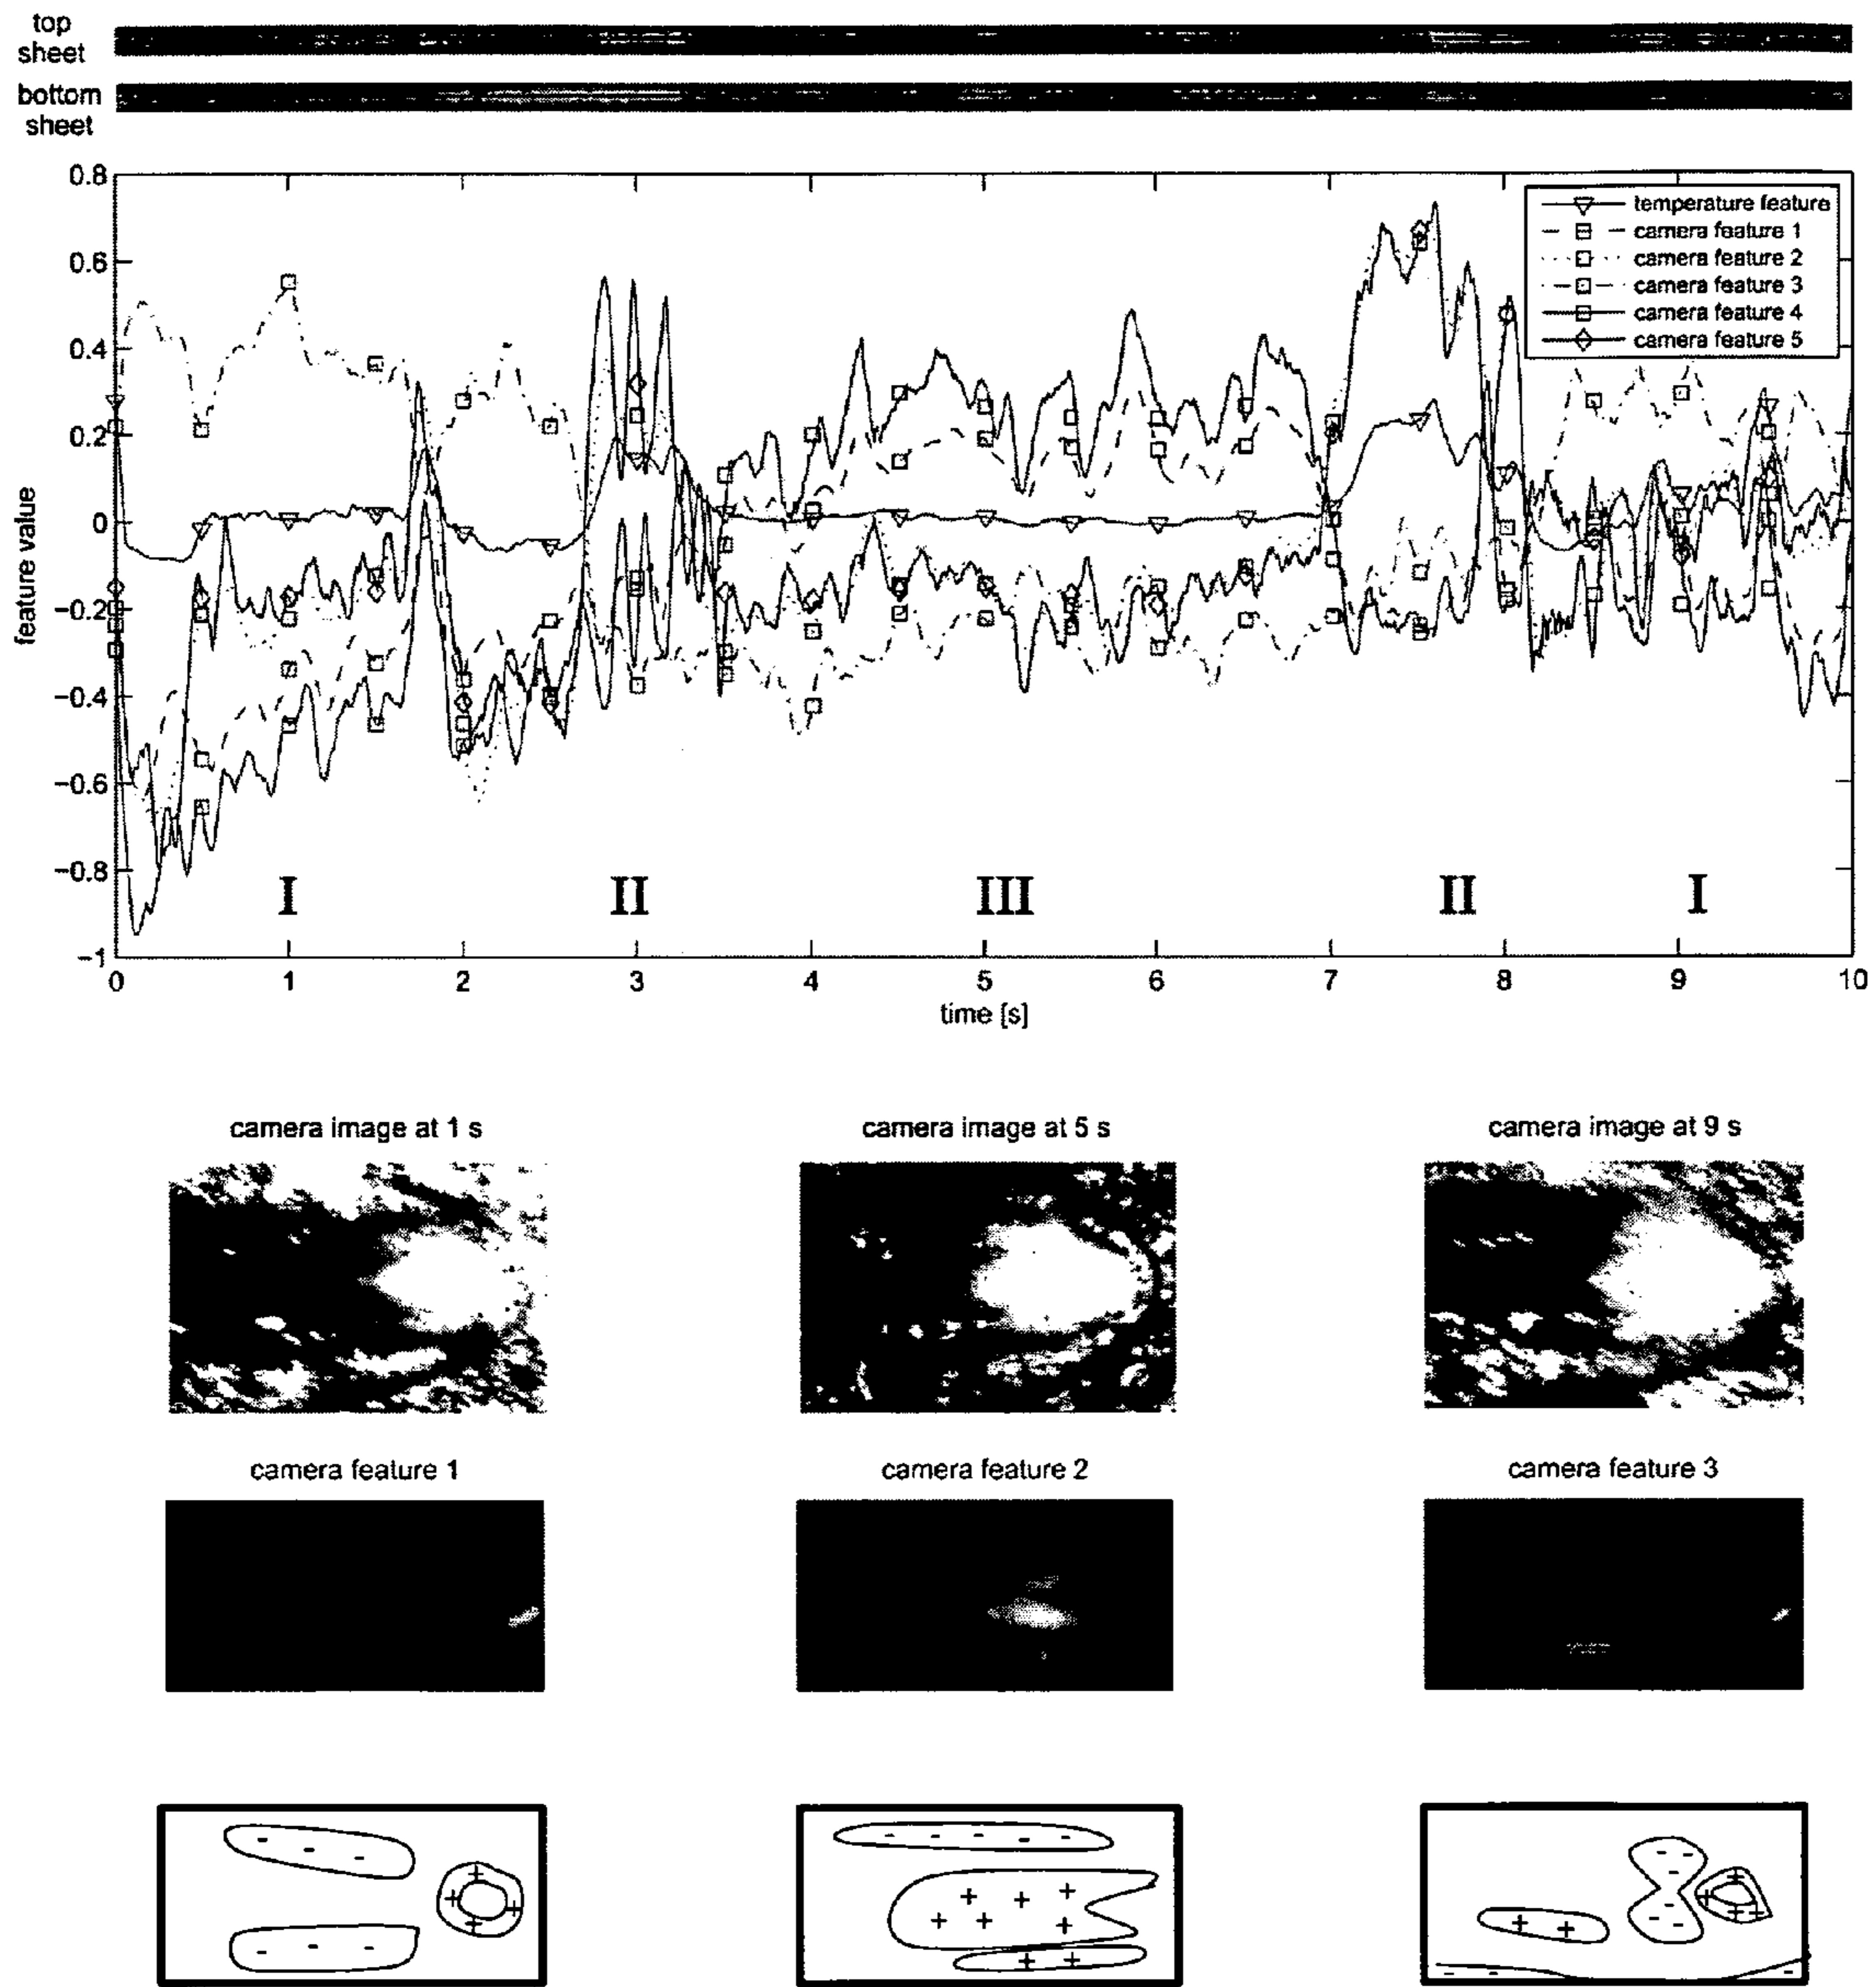 top
sheet
bottom
sheet
0.8
0.6
0.4
0.2
0
−0.2
−0.4
−0.6
−0.8
−1
feature value
temperature feature
camera feature 1
camera feature 2
camera feature 3
camera feature 4
camera feature 5
I
II
III
II
I
0 1 2 3 4 5 6 7 8 9 10
time [s]
camera image at 1 s
camera image at 5 s
camera image at 9 s
camera feature 1
camera feature 2
camera feature 3
- - -
- - - - -
- - -
+ + + +
+ + + + + +
+ + + +
+ +
- - -
+ +
- - -
- - -